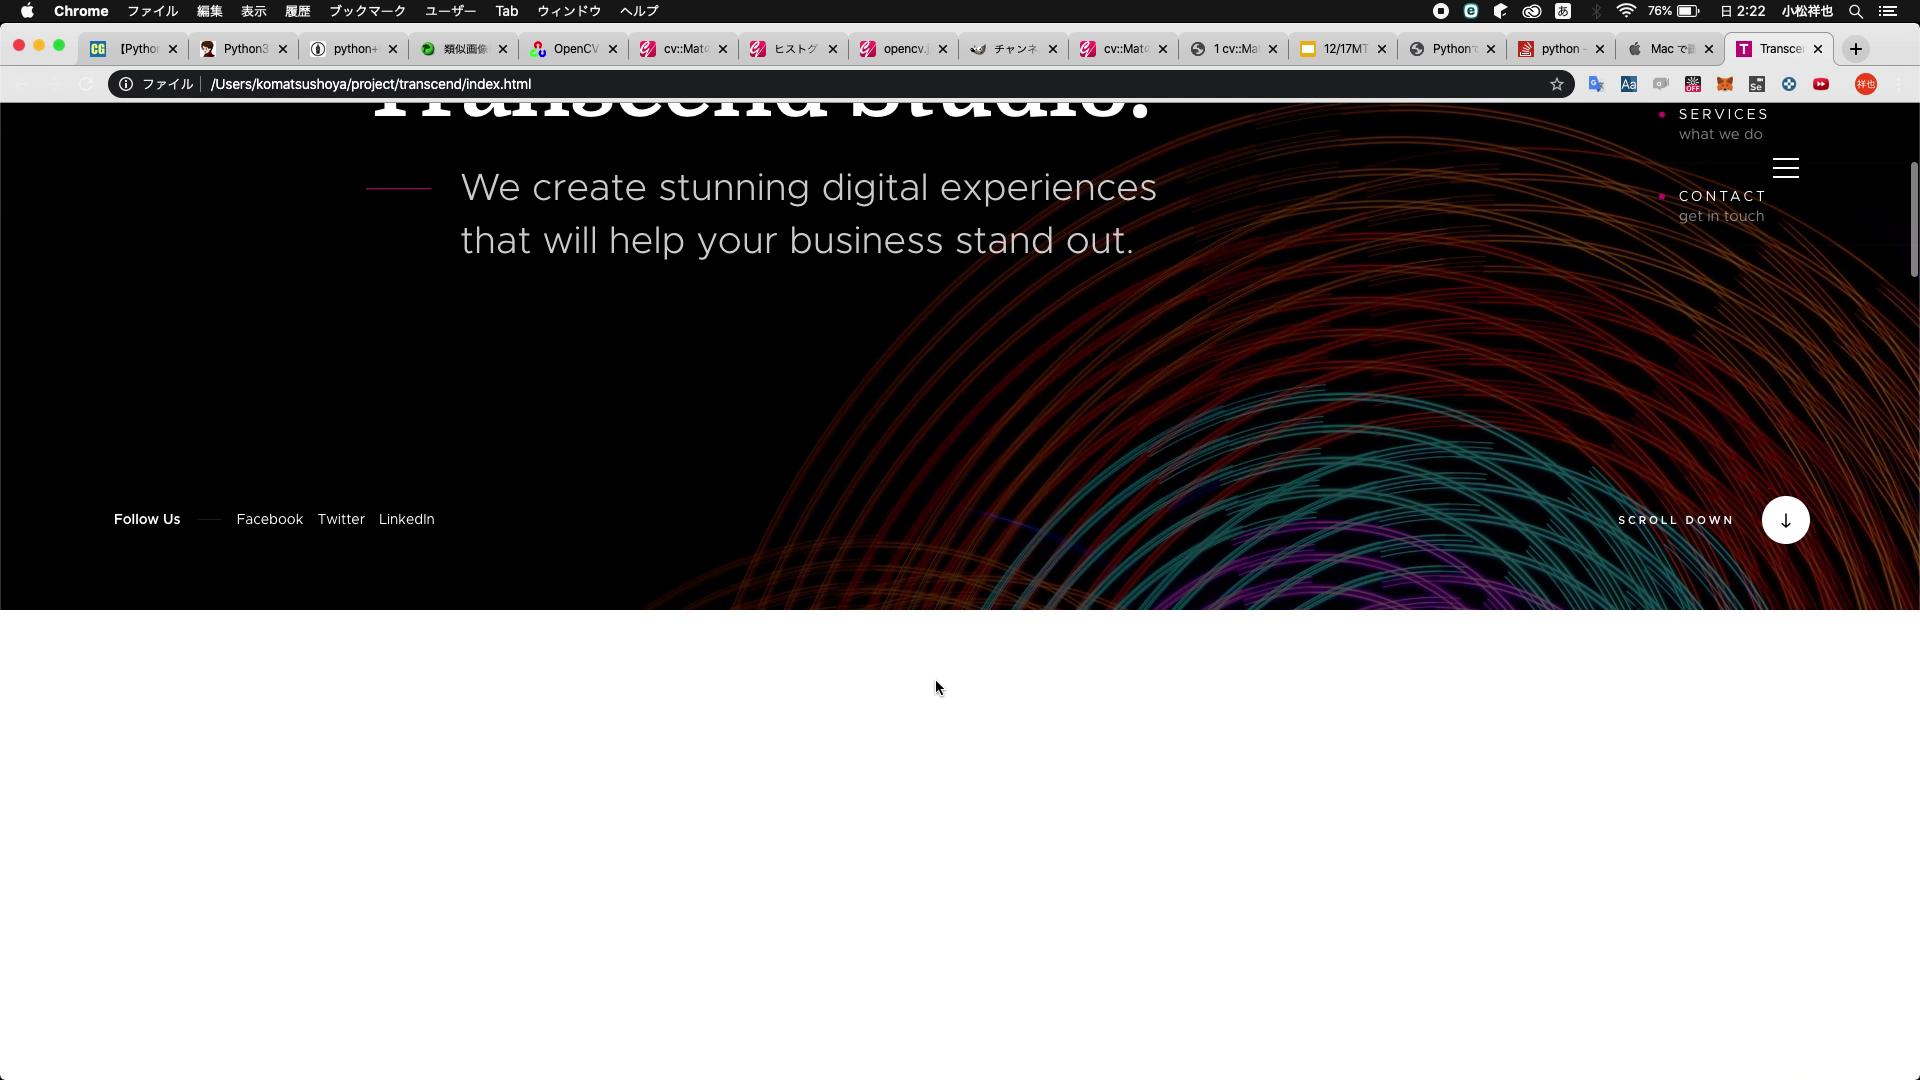 Chrome ファイル 編集 表示 履歴 ブックマーク ユーザー Tab ウィンドウ ヘルプ 76% 日 2:22 小松祥也
【Pytho Python3 python+ 類似画像 OpenCV cv::Mat ヒストグ opencv. チャンネ cv::Mat 1 cv::Ma 12/17MT Python python - Mac で Transce
ファイル /Users/komatsushoya/project/transcend/index.html 祥也
Transcend Studio.
SERVICES
what we do
We create stunning digital experiences
that will help your business stand out.
CONTACT
get in touch
Follow Us Facebook Twitter LinkedIn
SCROLL DOWN